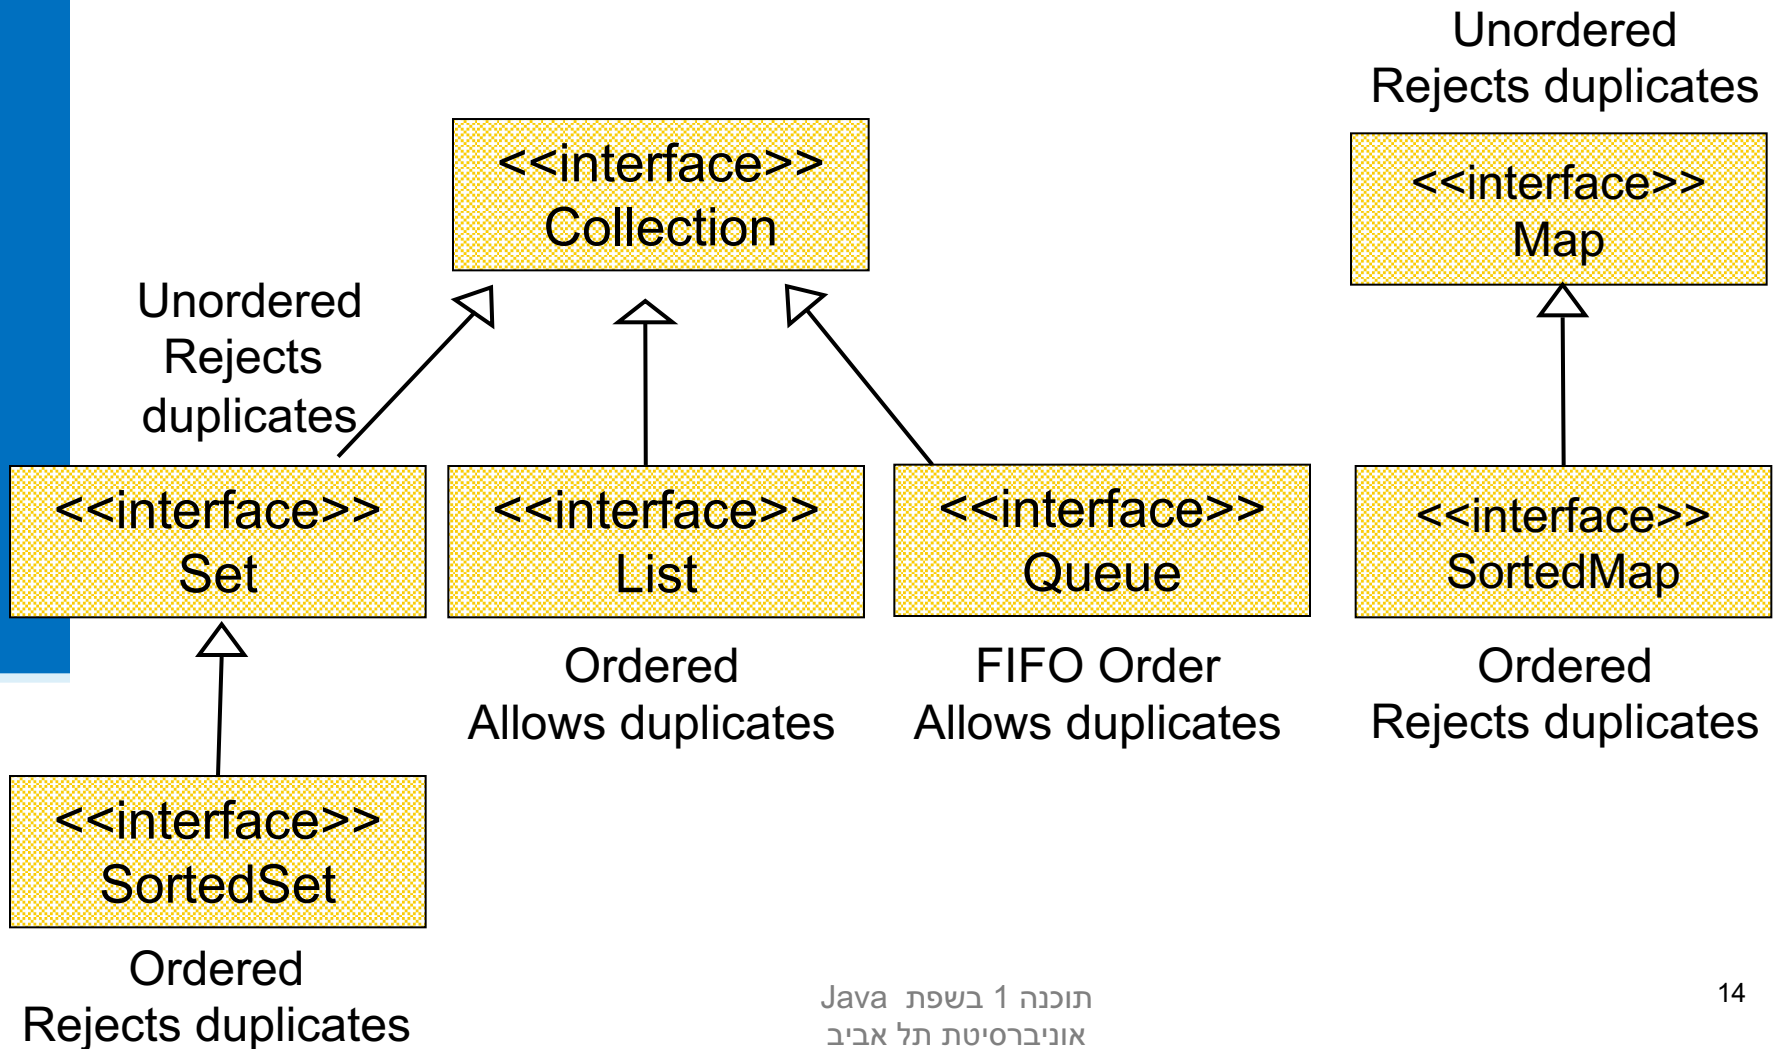 Unordered
Rejects duplicates
<<interface>>
Collection
<<interface>>
Map
Unordered
Rejects
duplicates
<<interface>>
Set
<<interface>>
List
<<interface>>
Queue
<<interface>>
SortedMap
Ordered
Allows duplicates
FIFO Order
Allows duplicates
Ordered
Rejects duplicates
<<interface>>
SortedSet
Ordered
Rejects duplicates
תוכנה 1 בשפת Java
אוניברסיטת תל אביב
14